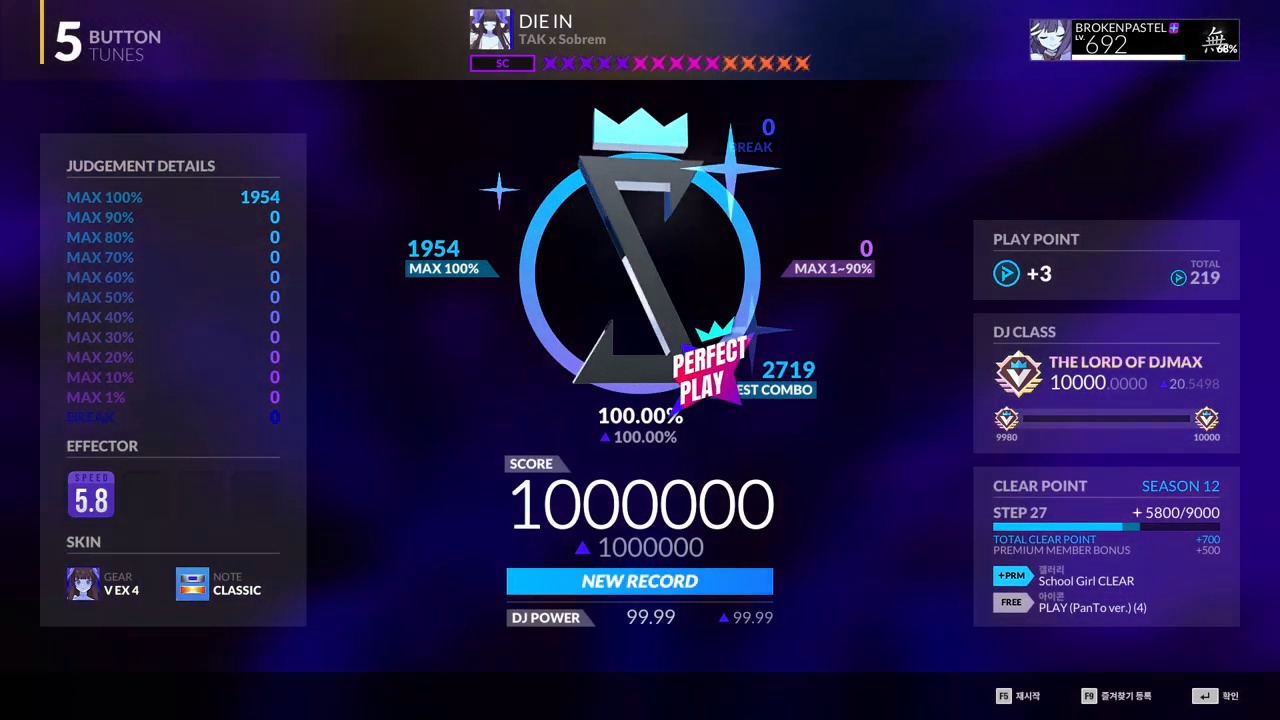 5 BUTTON
TUNES
DIE IN
TAK x Sobrem
SC
BROKENPASTEL
LV. 692
無
68%
JUDGEMENT DETAILS
MAX 100% 1954
MAX 90% 0
MAX 80% 0
MAX 70% 0
MAX 60% 0
MAX 50% 0
MAX 40% 0
MAX 30% 0
MAX 20% 0
MAX 10% 0
MAX 1% 0
BREAK 0
EFFECTOR
SPEED
5.8
SKIN
GEAR
V EX 4
NOTE
CLASSIC
0
BREAK
1954
MAX 100%
0
MAX 1~90%
PERFECT
PLAY
2719
EST COMBO
100.00%
▲ 100.00%
SCORE
1000000
▲ 1000000
NEW RECORD
DJ POWER 99.99 ▲ 99.99
PLAY POINT
+3
TOTAL
219
DJ CLASS
THE LORD OF DJMAX
10000.0000 ▲ 20.5498
9980 10000
CLEAR POINT SEASON 12
STEP 27 + 5800/9000
TOTAL CLEAR POINT +700
PREMIUM MEMBER BONUS +500
+PRM 갤러리
School Girl CLEAR
FREE 아이콘
PLAY (PanTo ver.) (4)
F5 재시작 F9 즐겨찾기 등록 확인